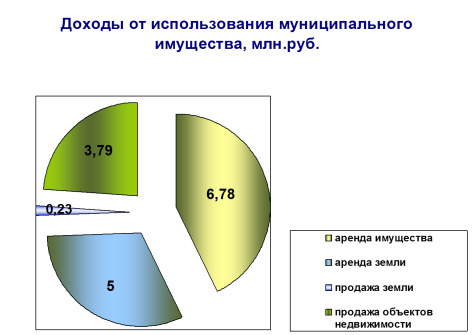 Доходы от использования муниципального
имущества, млн.руб.
3,79
6,78
0,23
5
аренда имущества
аренда земли
продажа земли
продажа объектов
недвижимости